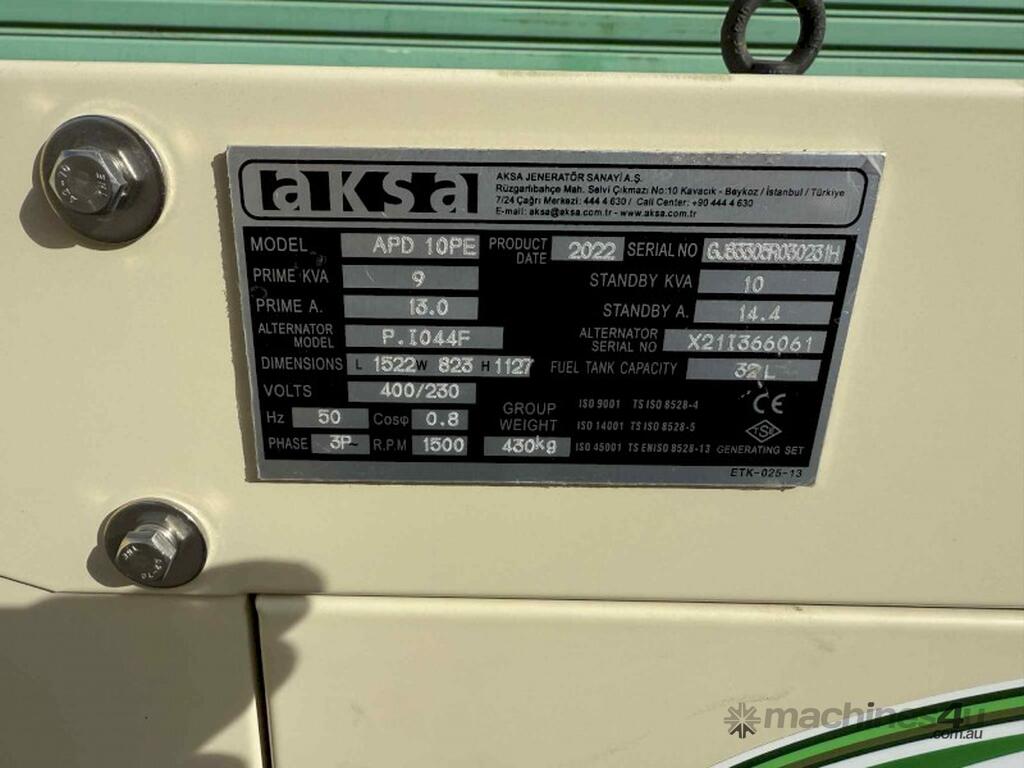 aksa
AKSA JENERATÖR SANAYİ A.Ş.
Rüzgarlıbahçe Mah. Selvi Çıkmazı No:10 Kavacık - Beykoz / İstanbul / Türkiye
7/24 Çağrı Merkezi: 444 4 630 / Call Center: +90 444 4 630
E-mail: aksa@aksa.com.tr - www.aksa.com.tr
MODEL APD 10PE PRODUCT DATE 2022 SERIAL NO
PRIME KVA 9 STANDBY KVA 10
PRIME A. 13.0 STANDBY A. 14.4
ALTERNATOR MODEL P.I044F ALTERNATOR SERIAL NO X21I366061
DIMENSIONS L 1522 W 823 H 1127 FUEL TANK CAPACITY 32 L
VOLTS 400/230
Hz 50 Cosφ 0.8 GROUP WEIGHT 430kg
PHASE 3P~ R.P.M 1500
ISO 9001 TS ISO 8528-4
ISO 14001 TS ISO 8528-5
ISO 45001 TS EN ISO 8528-13
CE
TSE
GENERATING SET
ETK-025-13
machines4u
.com.au